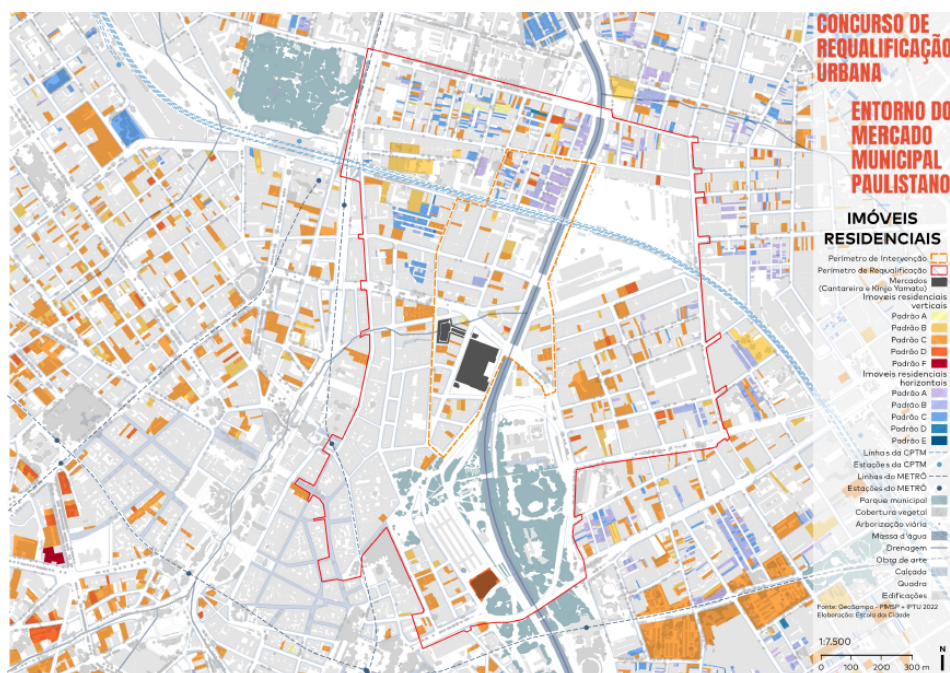 CONCURSO DE
REQUALIFICAÇÃO
URBANA
ENTORNO DO
MERCADO
MUNICIPAL
PAULISTANO
IMÓVEIS
RESIDENCIAIS
Perímetro de Intervenção
Perímetro de Requalificação
Mercados
(Cantareira e Kinjo Yamato)
Imoveis residenciais
verticais
Padrão A
Padrão B
Padrão C
Padrão D
Padrão F
Imoveis residenciais
horizontais
Padrão A
Padrão B
Padrão C
Padrão D
Padrão E
Linhas da CPTM
Estações da CPTM
Linhas do METRÔ
Estações do METRÔ
Parque municipal
Cobertura vegetal
Arborização viária
Massa d'água
Drenagem
Obra de arte
Calçada
Quadra
Edificações
Fonte: GeoSampa - PMSP + IPTU 2022
Elaboração: Escola da Cidade
1:7.500
N
0 100 200 300 m